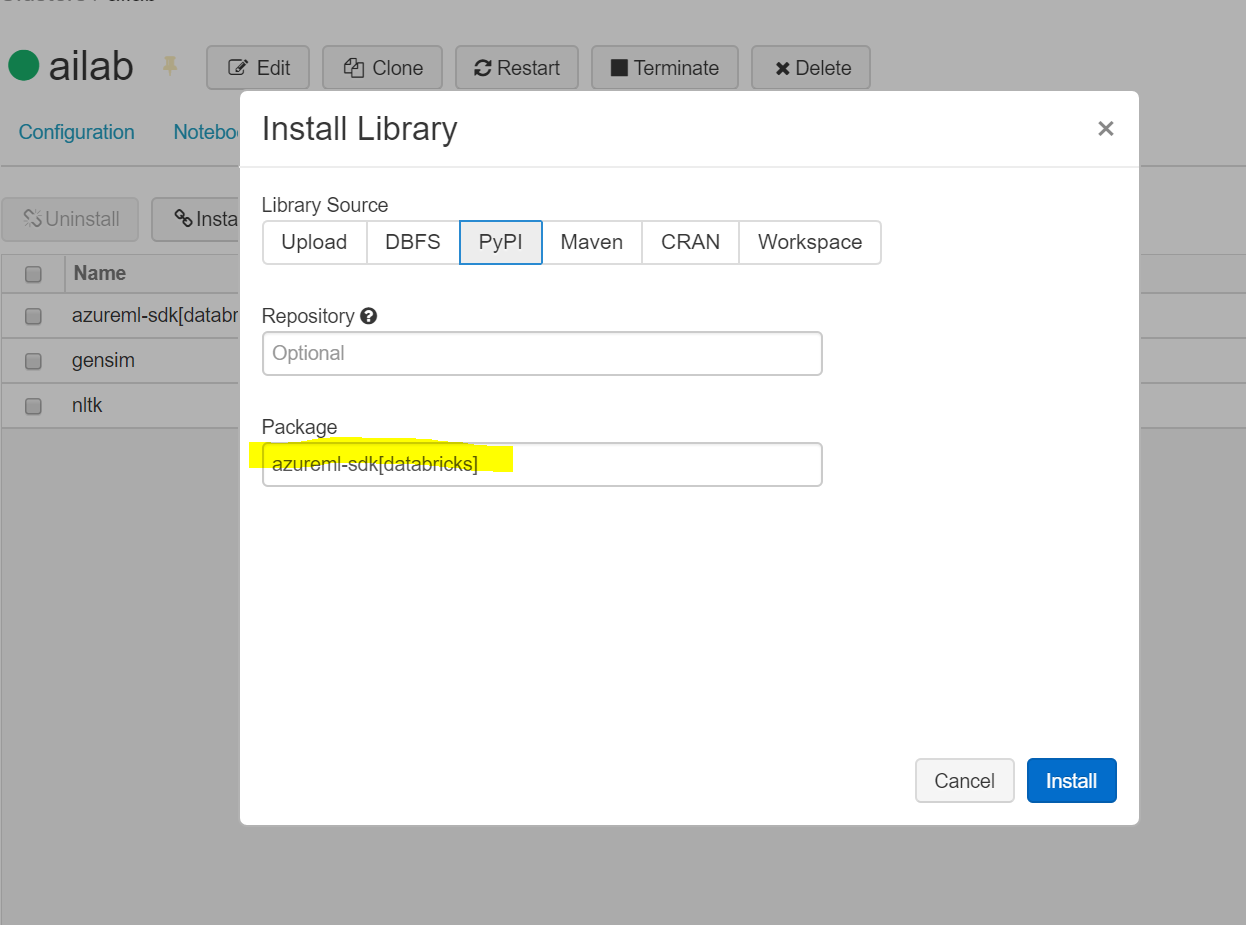 ailab
Edit
Clone
Restart
Terminate
Delete
Configuration
Notebo
Install Library
Uninstall
Insta
Library Source
Upload
DBFS
PyPI
Maven
CRAN
Workspace
Name
azureml-sdk[databr
gensim
nltk
Repository
Optional
Package
azureml-sdk[databricks]
Cancel
Install